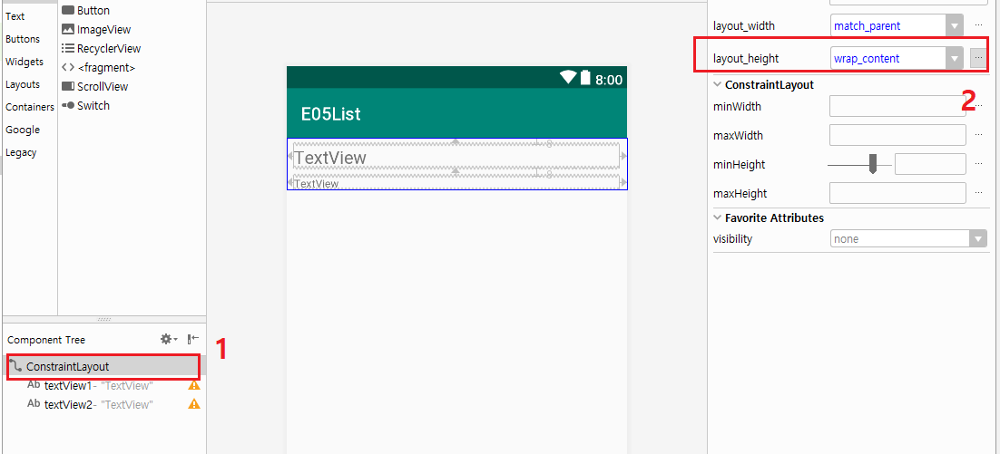 Text
Buttons
Widgets
Layouts
Containers
Google
Legacy
Button
ImageView
RecyclerView
<fragment>
ScrollView
Switch
Component Tree
1
ConstraintLayout
Ab textView1- "TextView"
Ab textView2- "TextView"
8:00
E05List
8
TextView
8
TextView
layout_width match_parent ...
layout_height wrap_content ...
ConstraintLayout
2
minWidth ...
maxWidth ...
minHeight ...
maxHeight ...
Favorite Attributes
visibility none